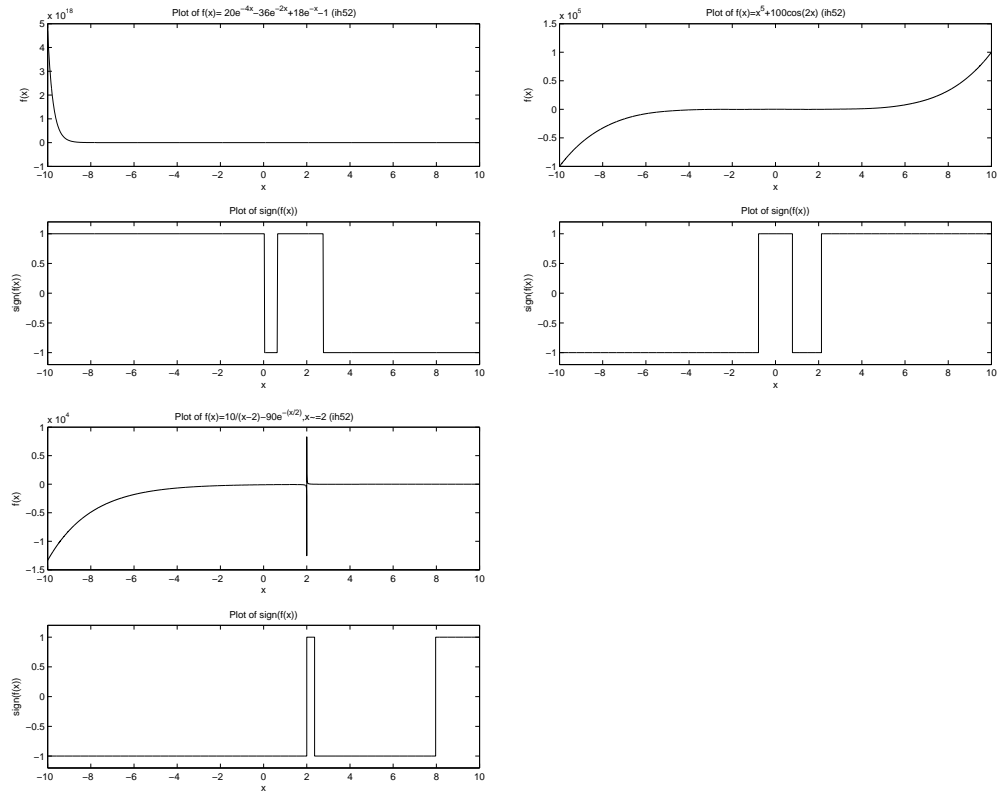 Plot of f(x)= 20e^−4x−36e^−2x+18e^−x−1 (ih52)
x 10^18
5
4
3
2
1
0
−1
f(x)
−10 −8 −6 −4 −2 0 2 4 6 8 10
x
Plot of sign(f(x))
1
0.5
0
−0.5
−1
sign(f(x))
−10 −8 −6 −4 −2 0 2 4 6 8 10
x
Plot of f(x)=x^5+100cos(2x) (ih52)
x 10^5
1.5
1
0.5
0
−0.5
−1
f(x)
−10 −8 −6 −4 −2 0 2 4 6 8 10
x
Plot of sign(f(x))
1
0.5
0
−0.5
−1
sign(f(x))
−10 −8 −6 −4 −2 0 2 4 6 8 10
x
Plot of f(x)=10/(x−2)−90e^−(x/2),x~=2 (ih52)
x 10^4
1
0.5
0
−0.5
−1
−1.5
f(x)
−10 −8 −6 −4 −2 0 2 4 6 8 10
x
Plot of sign(f(x))
1
0.5
0
−0.5
−1
sign(f(x))
−10 −8 −6 −4 −2 0 2 4 6 8 10
x